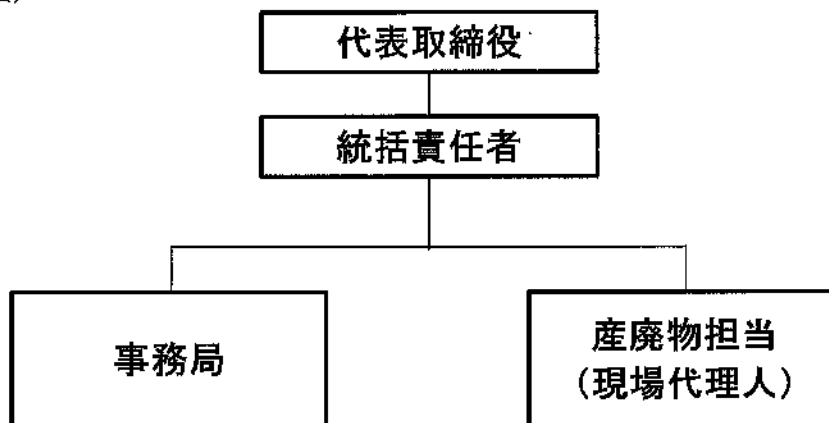 代表取締役
統括責任者
事務局
産廃物担当
(現場代理人)